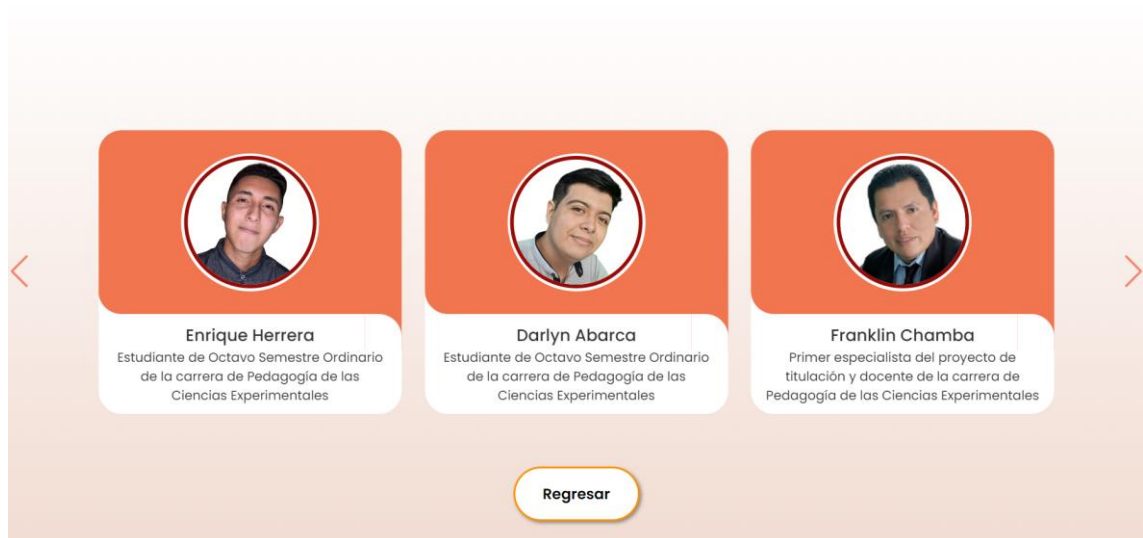 Enrique Herrera
Estudiante de Octavo Semestre Ordinario
de la carrera de Pedagogía de las
Ciencias Experimentales
Darlyn Abarca
Estudiante de Octavo Semestre Ordinario
de la carrera de Pedagogía de las
Ciencias Experimentales
Franklin Chamba
Primer especialista del proyecto de
titulación y docente de la carrera de
Pedagogía de las Ciencias Experimentales
Regresar